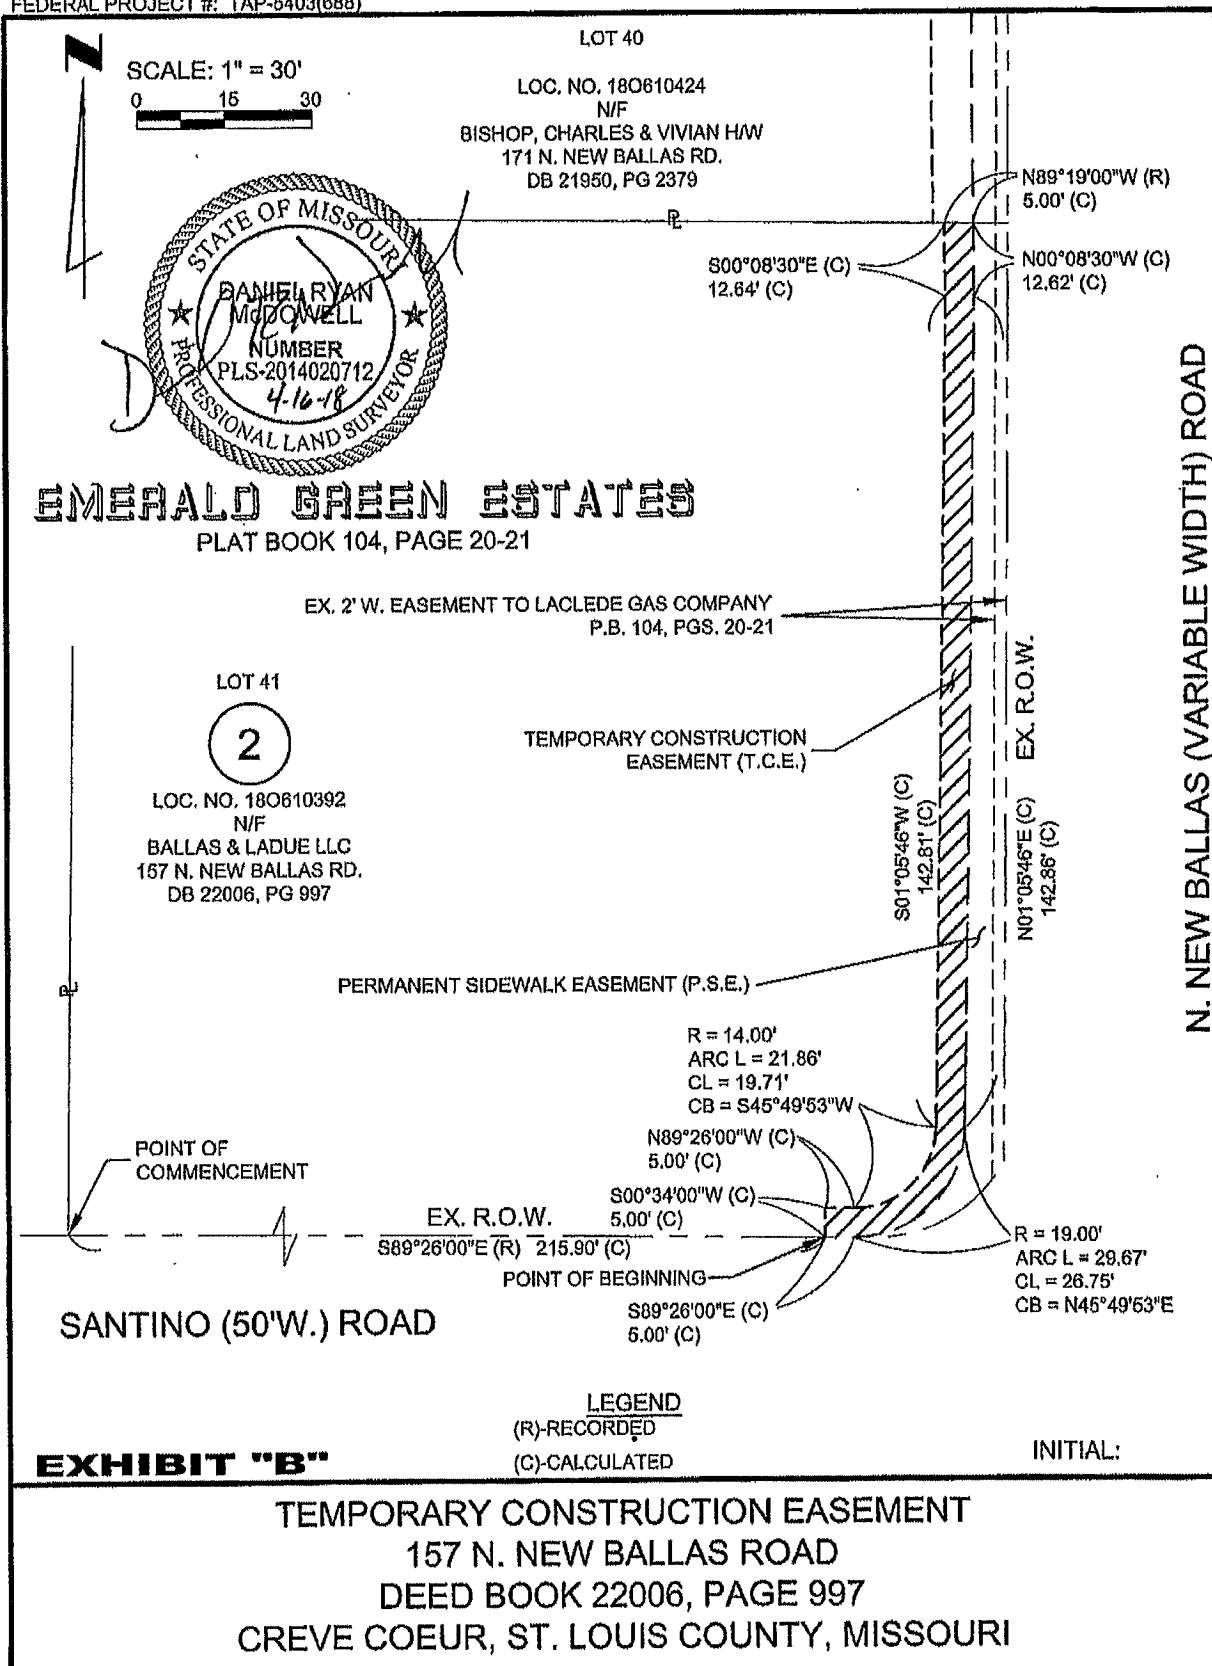 FEDERAL PROJECT #: TAP-5403(688)
N
SCALE: 1" = 30'
0 15 30
LOT 40
LOC. NO. 18O610424
N/F
BISHOP, CHARLES & VIVIAN H/W
171 N. NEW BALLAS RD.
DB 21950, PG 2379
N89°19'00"W (R)
5.00' (C)
PL
S00°08'30"E (C)
12.64' (C)
N00°08'30"W (C)
12.62' (C)
STATE OF MISSOURI
DANIEL RYAN
McDOWELL
NUMBER
PLS-2014020712
4-16-18
PROFESSIONAL LAND SURVEYOR
EMERALD GREEN ESTATES
PLAT BOOK 104, PAGE 20-21
EX. 2' W. EASEMENT TO LACLEDE GAS COMPANY
P.B. 104, PGS. 20-21
LOT 41
2
LOC. NO. 18O610392
N/F
BALLAS & LADUE LLC
157 N. NEW BALLAS RD.
DB 22006, PG 997
TEMPORARY CONSTRUCTION
EASEMENT (T.C.E.)
S01°05'46"W (C)
142.81' (C)
EX. R.O.W.
N01°05'46"E (C)
142.86' (C)
N. NEW BALLAS (VARIABLE WIDTH) ROAD
PL
PERMANENT SIDEWALK EASEMENT (P.S.E.)
R = 14.00'
ARC L = 21.86'
CL = 19.71'
CB = S45°49'53"W
N89°26'00"W (C)
5.00' (C)
POINT OF
COMMENCEMENT
S00°34'00"W (C)
5.00' (C)
EX. R.O.W.
S89°26'00"E (R) 215.90' (C)
POINT OF BEGINNING
S89°26'00"E (C)
5.00' (C)
R = 19.00'
ARC L = 29.67'
CL = 26.75'
CB = N45°49'53"E
SANTINO (50'W.) ROAD
LEGEND
(R)-RECORDED
(C)-CALCULATED
EXHIBIT "B"
INITIAL:
TEMPORARY CONSTRUCTION EASEMENT
157 N. NEW BALLAS ROAD
DEED BOOK 22006, PAGE 997
CREVE COEUR, ST. LOUIS COUNTY, MISSOURI